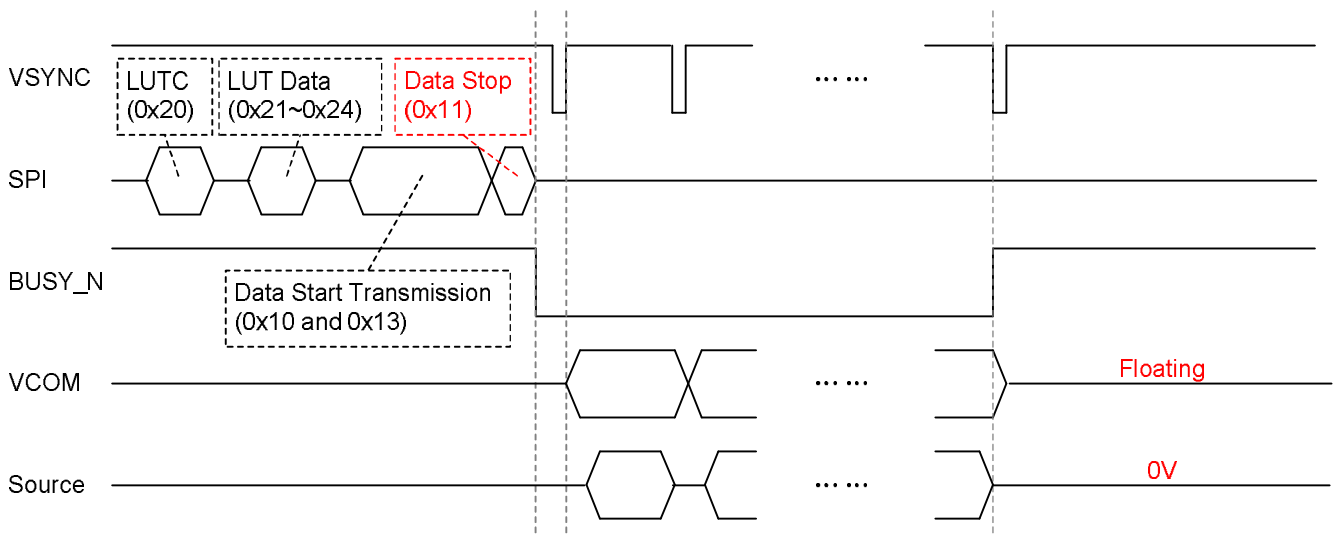 VSYNC
LUTC
(0x20)
LUT Data
(0x21~0x24)
Data Stop
(0x11)
... ...
SPI
BUSY_N
Data Start Transmission
(0x10 and 0x13)
VCOM
... ...
Floating
Source
... ...
0V